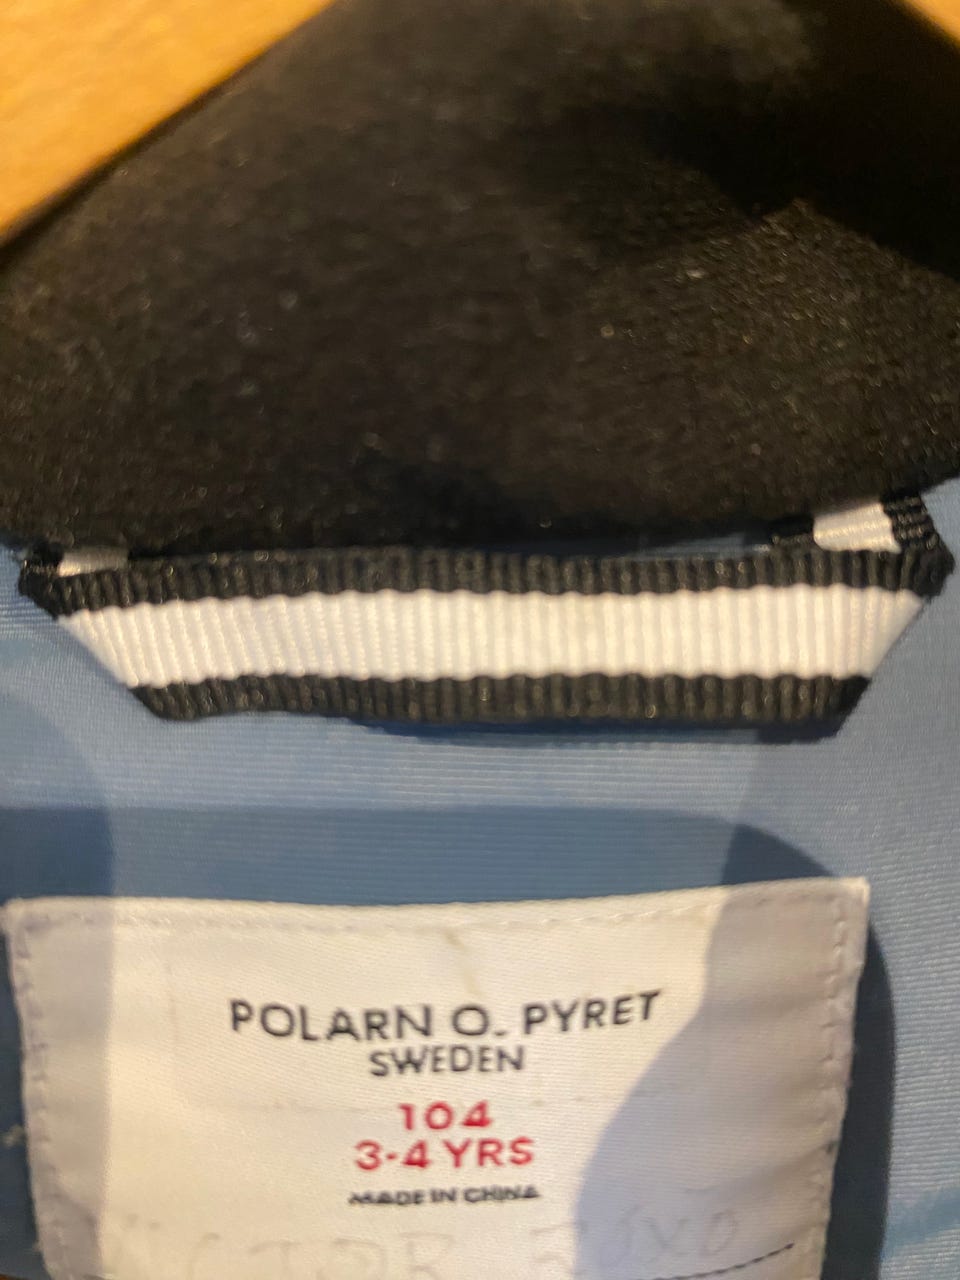 POLARN O. PYRET
SWEDEN
104
3-4 YRS
MADE IN CHINA